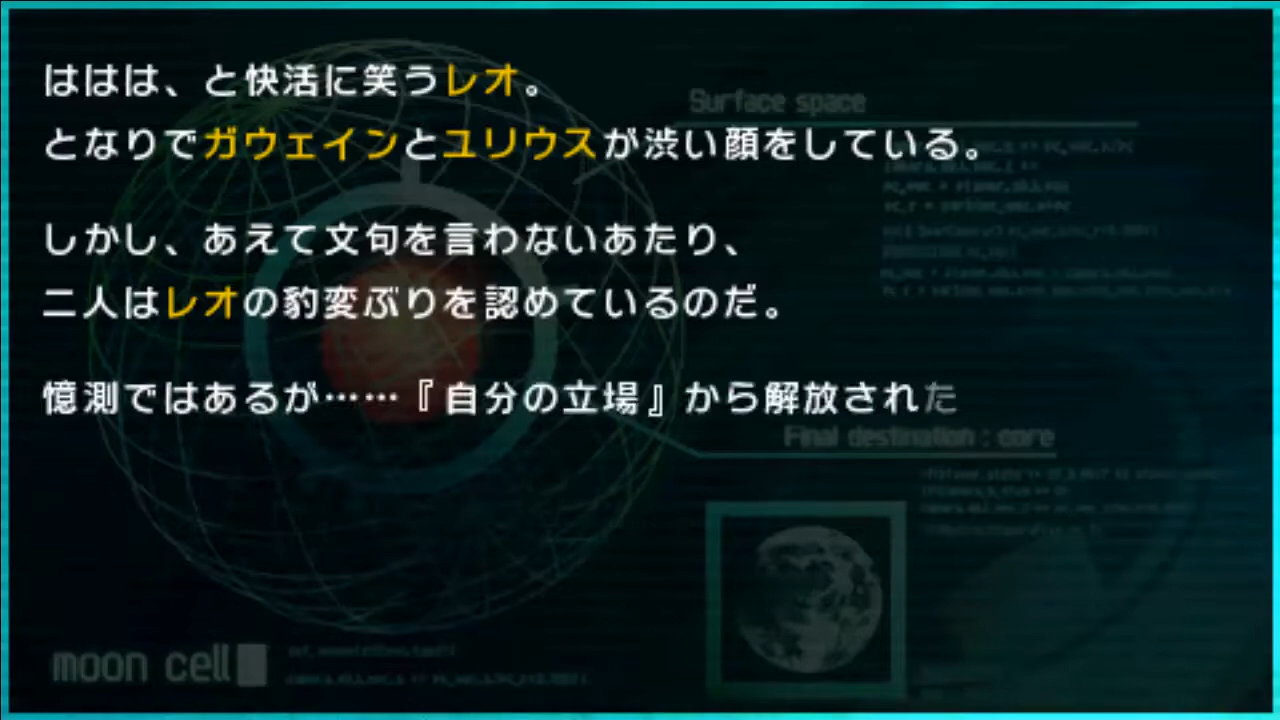 ははは、と快活に笑うレオ。
となりでガウェインとユリウスが渋い顔をしている。
しかし、あえて文句を言わないあたり、
二人はレオの豹変ぶりを認めているのだ。
憶測ではあるが……『自分の立場』から解放された
Surface space
Final destination : core
moon cell